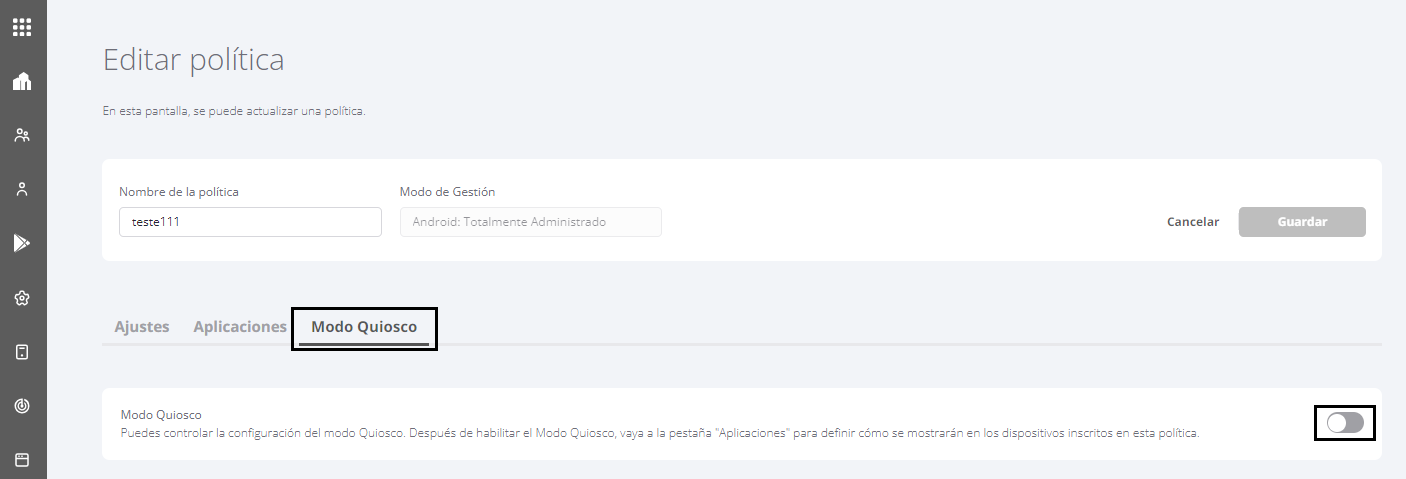 Editar política
En esta pantalla, se puede actualizar una política.
Nombre de la política
Modo de Gestión
teste111
Android: Totalmente Administrado
Cancelar
Guardar
Ajustes
Aplicaciones
Modo Quiosco
Modo Quiosco
Puedes controlar la configuración del modo Quiosco. Después de habilitar el Modo Quiosco, vaya a la pestaña "Aplicaciones" para definir cómo se mostrarán en los dispositivos inscritos en esta política.